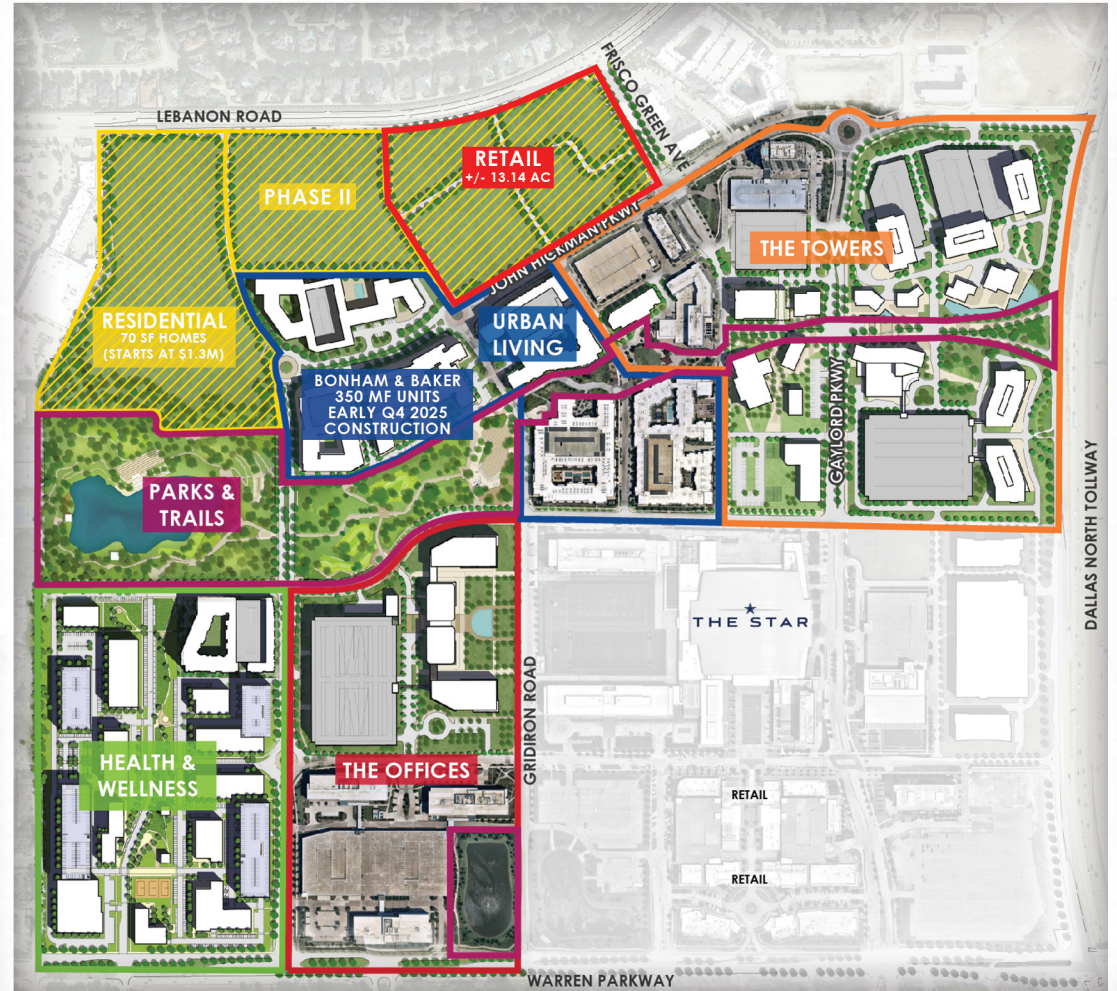 FRISCO GREEN AVE
LEBANON ROAD
RETAIL
+/- 13.14 AC
PHASE II
JOHN HICKMAN PKWY
THE TOWERS
RESIDENTIAL
70 SF HOMES
(STARTS AT $1.3M)
URBAN
LIVING
BONHAM & BAKER
350 MF UNITS
EARLY Q4 2025
CONSTRUCTION
GAYLORD PKWY
PARKS &
TRAILS
DALLAS NORTH TOLLWAY
THE STAR
GRIDIRON ROAD
HEALTH &
WELLNESS
THE OFFICES
RETAIL
RETAIL
WARREN PARKWAY